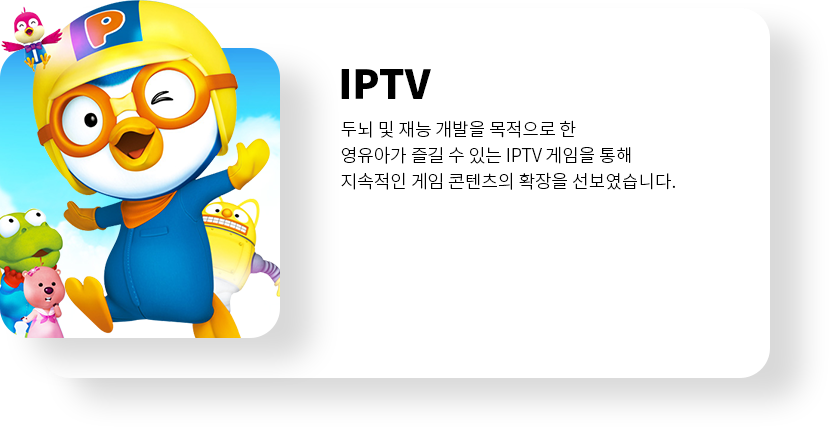 P
IPTV
두뇌 및 재능 개발을 목적으로 한
영유아가 즐길 수 있는 IPTV 게임을 통해
지속적인 게임 콘텐츠의 확장을 선보였습니다.